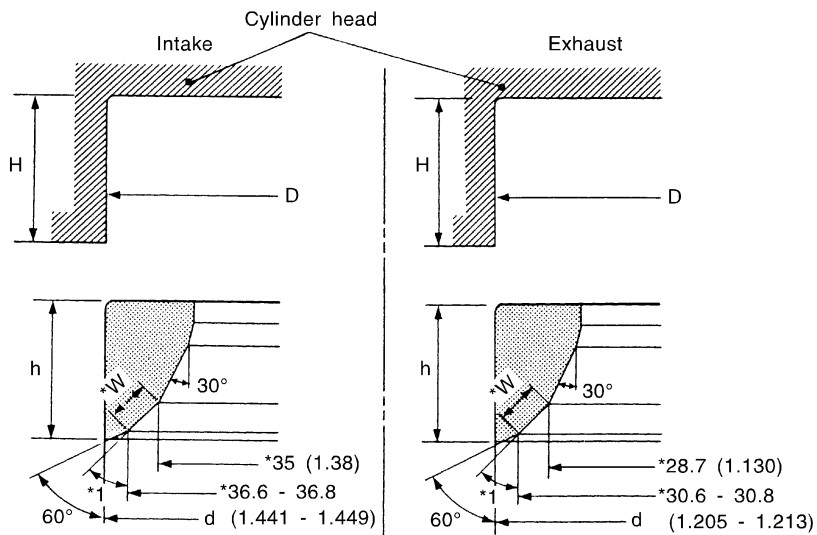 Cylinder head
Intake
Exhaust
H
D
H
D
h
*W
30°
h
*W
30°
*35 (1.38)
*1
*36.6 - 36.8
60°
d (1.441 - 1.449)
*28.7 (1.130)
*1
*30.6 - 30.8
60°
d (1.205 - 1.213)